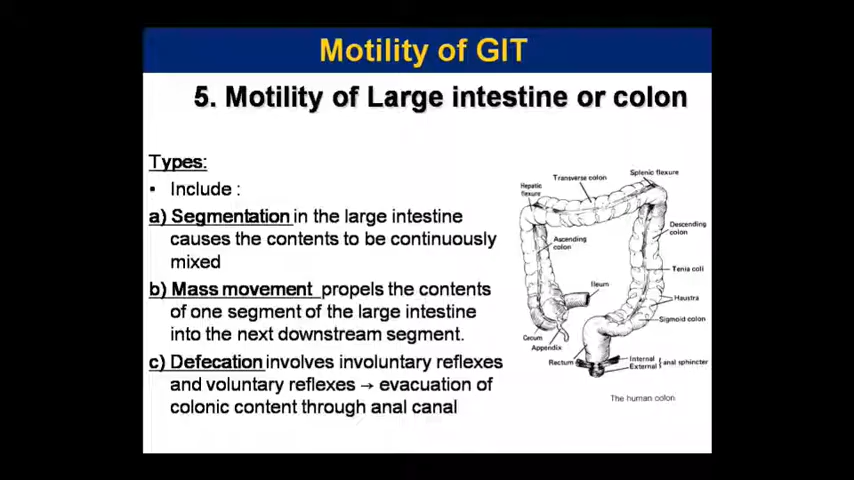 Motility of GIT
5. Motility of Large intestine or colon
Types:
▪ Include :
a) Segmentation in the large intestine
causes the contents to be continuously
mixed
b) Mass movement propels the contents
of one segment of the large intestine
into the next downstream segment.
c) Defecation involves involuntary reflexes
and voluntary reflexes → evacuation of
colonic content through anal canal
Transverse colon
Splenic flexure
Hepatic
flexure
Descending
colon
Ascending
colon
Tenia coli
Ileum
Haustra
Sigmoid colon
Cecum
Appendix
Rectum
Internal
External
anal sphincter
The human colon